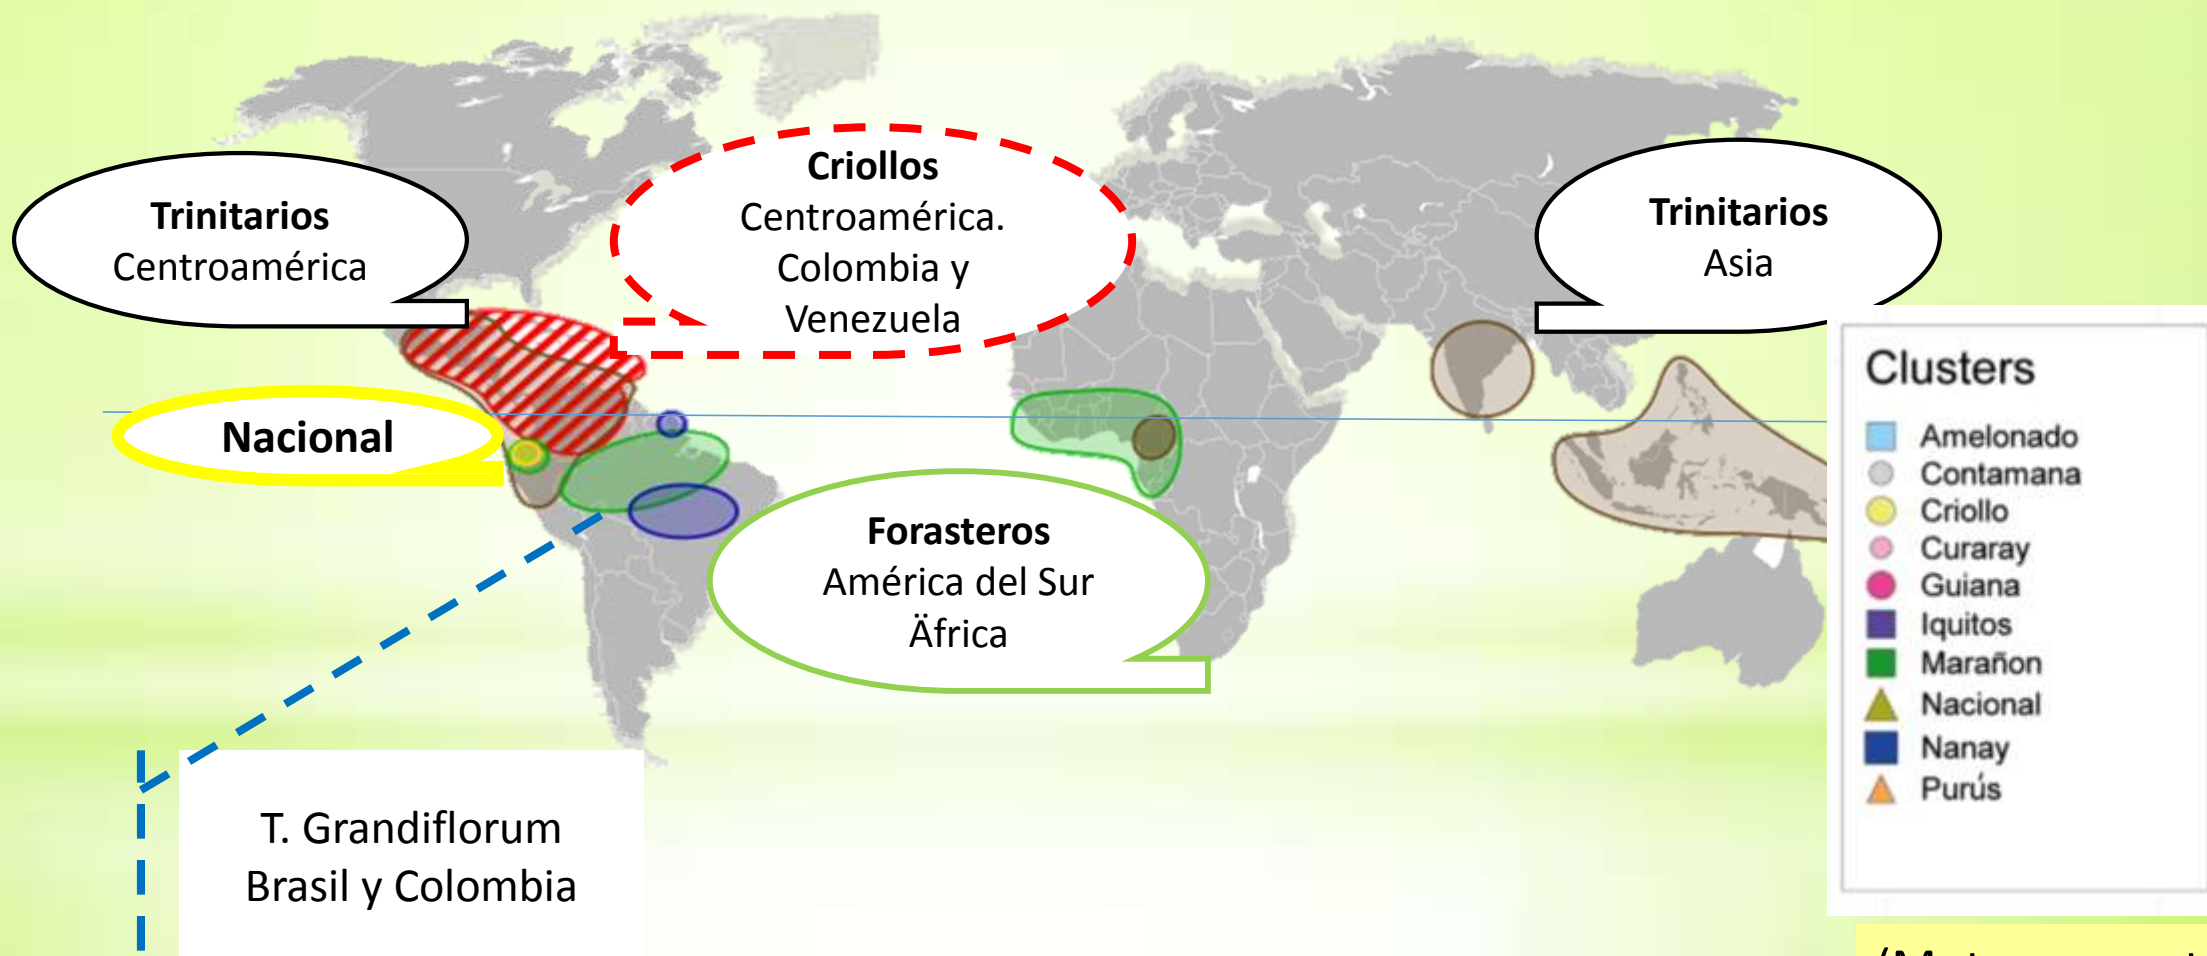 Trinitarios
Centroamérica
Criollos
Centroamérica.
Colombia y
Venezuela
Trinitarios
Asia
Nacional
Forasteros
América del Sur
Äfrica
T. Grandiflorum
Brasil y Colombia
Clusters
Amelonado
Contamana
Criollo
Curaray
Guiana
Iquitos
Marañon
Nacional
Nanay
Purús